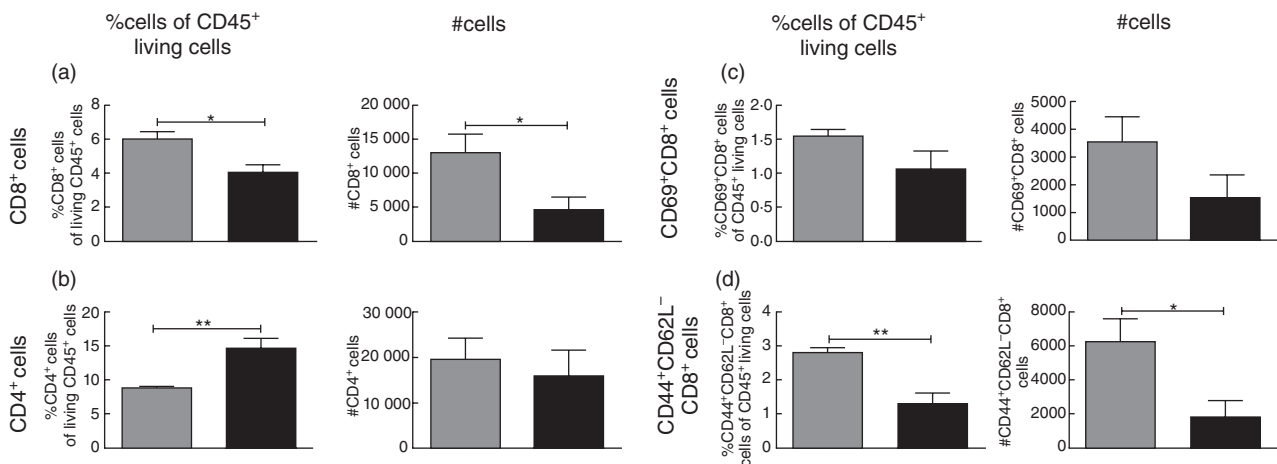 %cells of CD45⁺
living cells
#cells
(a)
CD8⁺ cells
%CD8⁺ cells
of living CD45⁺ cells
8
6
4
2
0
*
#CD8⁺ cells
20 000
15 000
10 000
5 000
0
*
(b)
CD4⁺ cells
%CD4⁺ cells
of living CD45⁺ cells
20
15
10
5
0
**
#CD4⁺ cells
30 000
20 000
10 000
0
%cells of CD45⁺
living cells
#cells
(c)
CD69⁺CD8⁺ cells
%CD69⁺CD8⁺ cells
of CD45⁺ living cells
2·0
1·5
1·0
0·5
0·0
#CD69⁺CD8⁺ cells
5000
4000
3000
2000
1000
0
(d)
CD44⁺CD62L⁻
CD8⁺ cells
%CD44⁺CD62L⁻CD8⁺
cells of CD45⁺ living cells
4
3
2
1
0
**
#CD44⁺CD62L⁻CD8⁺
cells
8000
6000
4000
2000
0
*